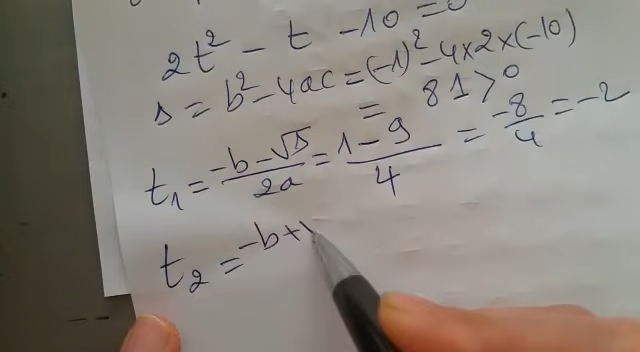 2t² - t - 10 = 0
Δ = b² - 4ac = (-1)² - 4×2×(-10)
= 81 > 0
t₁ = (-b - √Δ)/2a = (1 - 9)/4 = -8/4 = -2
t₂ = -b +